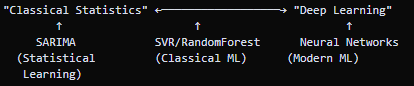 "Classical Statistics" ←─────────────────→ "Deep Learning"
↑ ↑ ↑
SARIMA SVR/RandomForest Neural Networks
(Statistical (Classical ML) (Modern ML)
Learning)